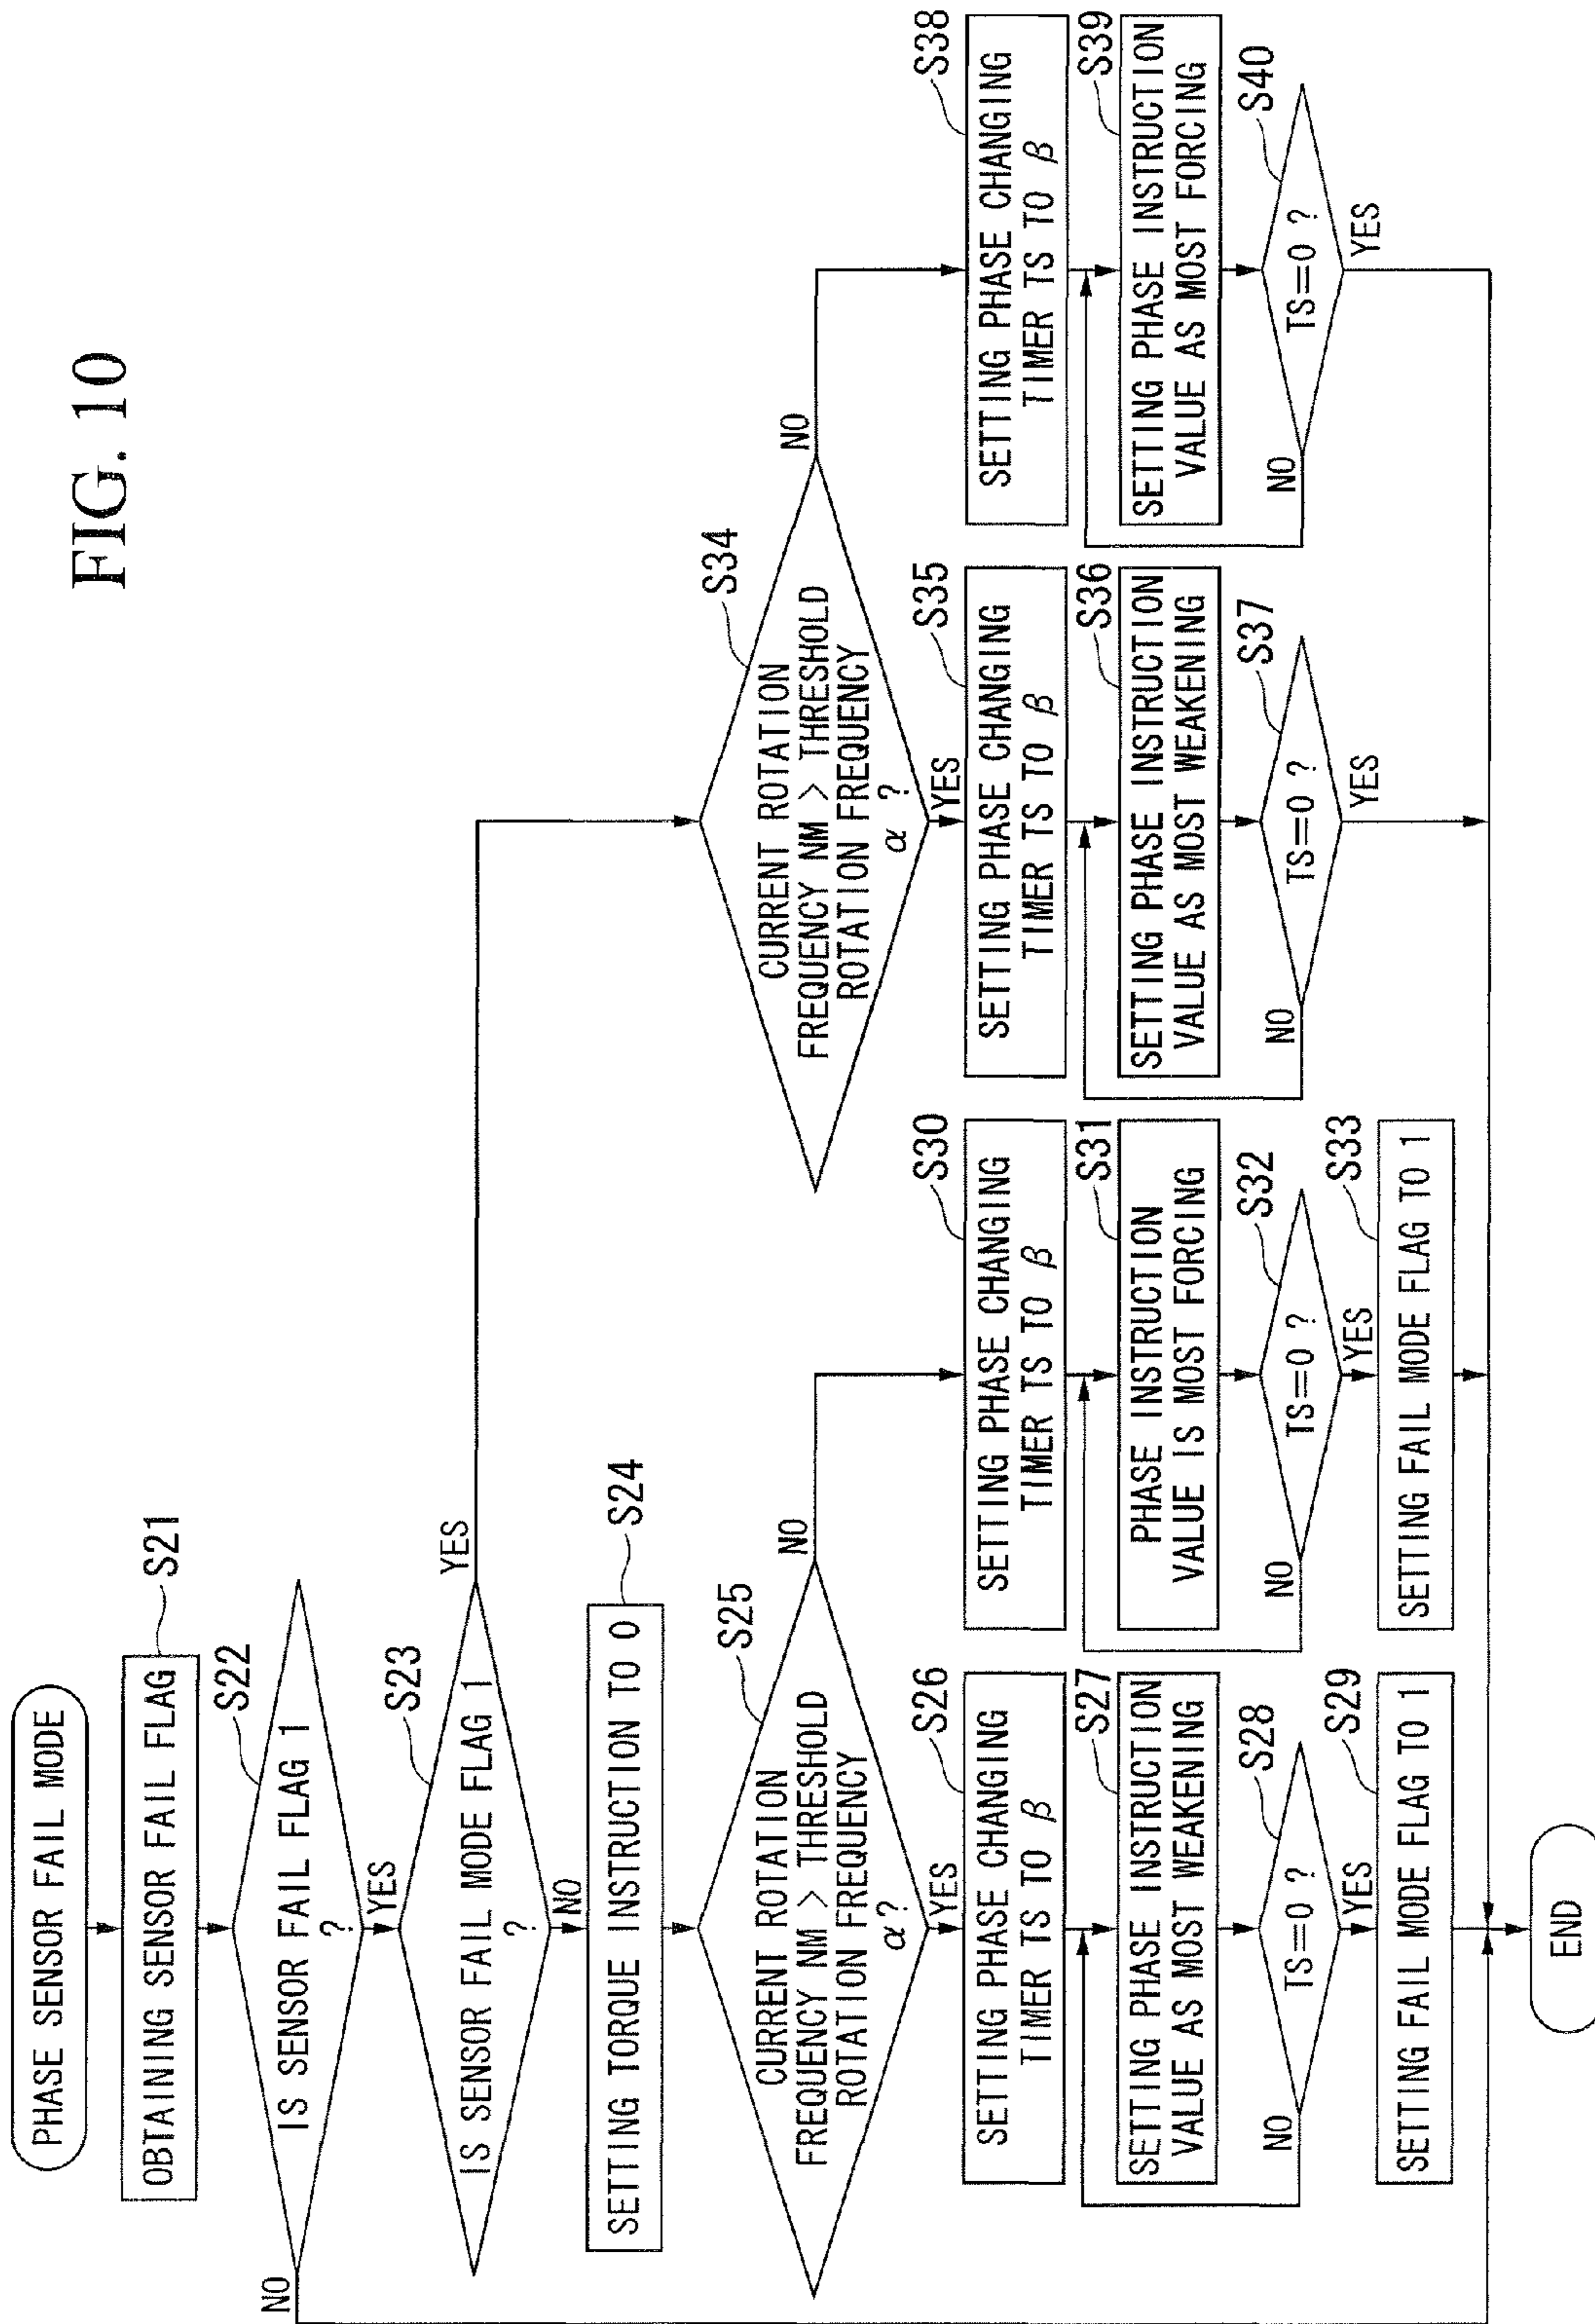 FIG. 10
PHASE SENSOR FAIL MODE
OBTAINING SENSOR FAIL FLAG
S21
IS SENSOR FAIL FLAG 1
?
S22
NO
YES
IS SENSOR FAIL MODE FLAG 1
?
S23
YES
NO
SETTING TORQUE INSTRUCTION TO 0
S24
CURRENT ROTATION
FREQUENCY NM > THRESHOLD
ROTATION FREQUENCY
α?
S25
NO
YES
SETTING PHASE CHANGING
TIMER TS TO β
S26
SETTING PHASE INSTRUCTION
VALUE AS MOST WEAKENING
S27
TS=0 ?
S28
NO
YES
SETTING FAIL MODE FLAG TO 1
S29
SETTING PHASE CHANGING
TIMER TS TO β
S30
PHASE INSTRUCTION
VALUE IS MOST FORCING
S31
TS=0 ?
S32
NO
YES
SETTING FAIL MODE FLAG TO 1
S33
CURRENT ROTATION
FREQUENCY NM > THRESHOLD
ROTATION FREQUENCY
α ?
S34
NO
YES
SETTING PHASE CHANGING
TIMER TS TO β
S35
SETTING PHASE INSTRUCTION
VALUE AS MOST WEAKENING
S36
TS=0 ?
S37
NO
YES
SETTING PHASE CHANGING
TIMER TS TO β
S38
SETTING PHASE INSTRUCTION
VALUE AS MOST FORCING
S39
TS=0 ?
S40
NO
YES
END